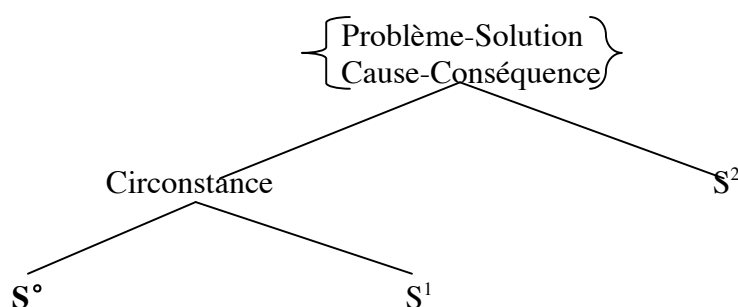 Problème-Solution
Cause-Conséquence
Circonstance
S²
S°
S¹